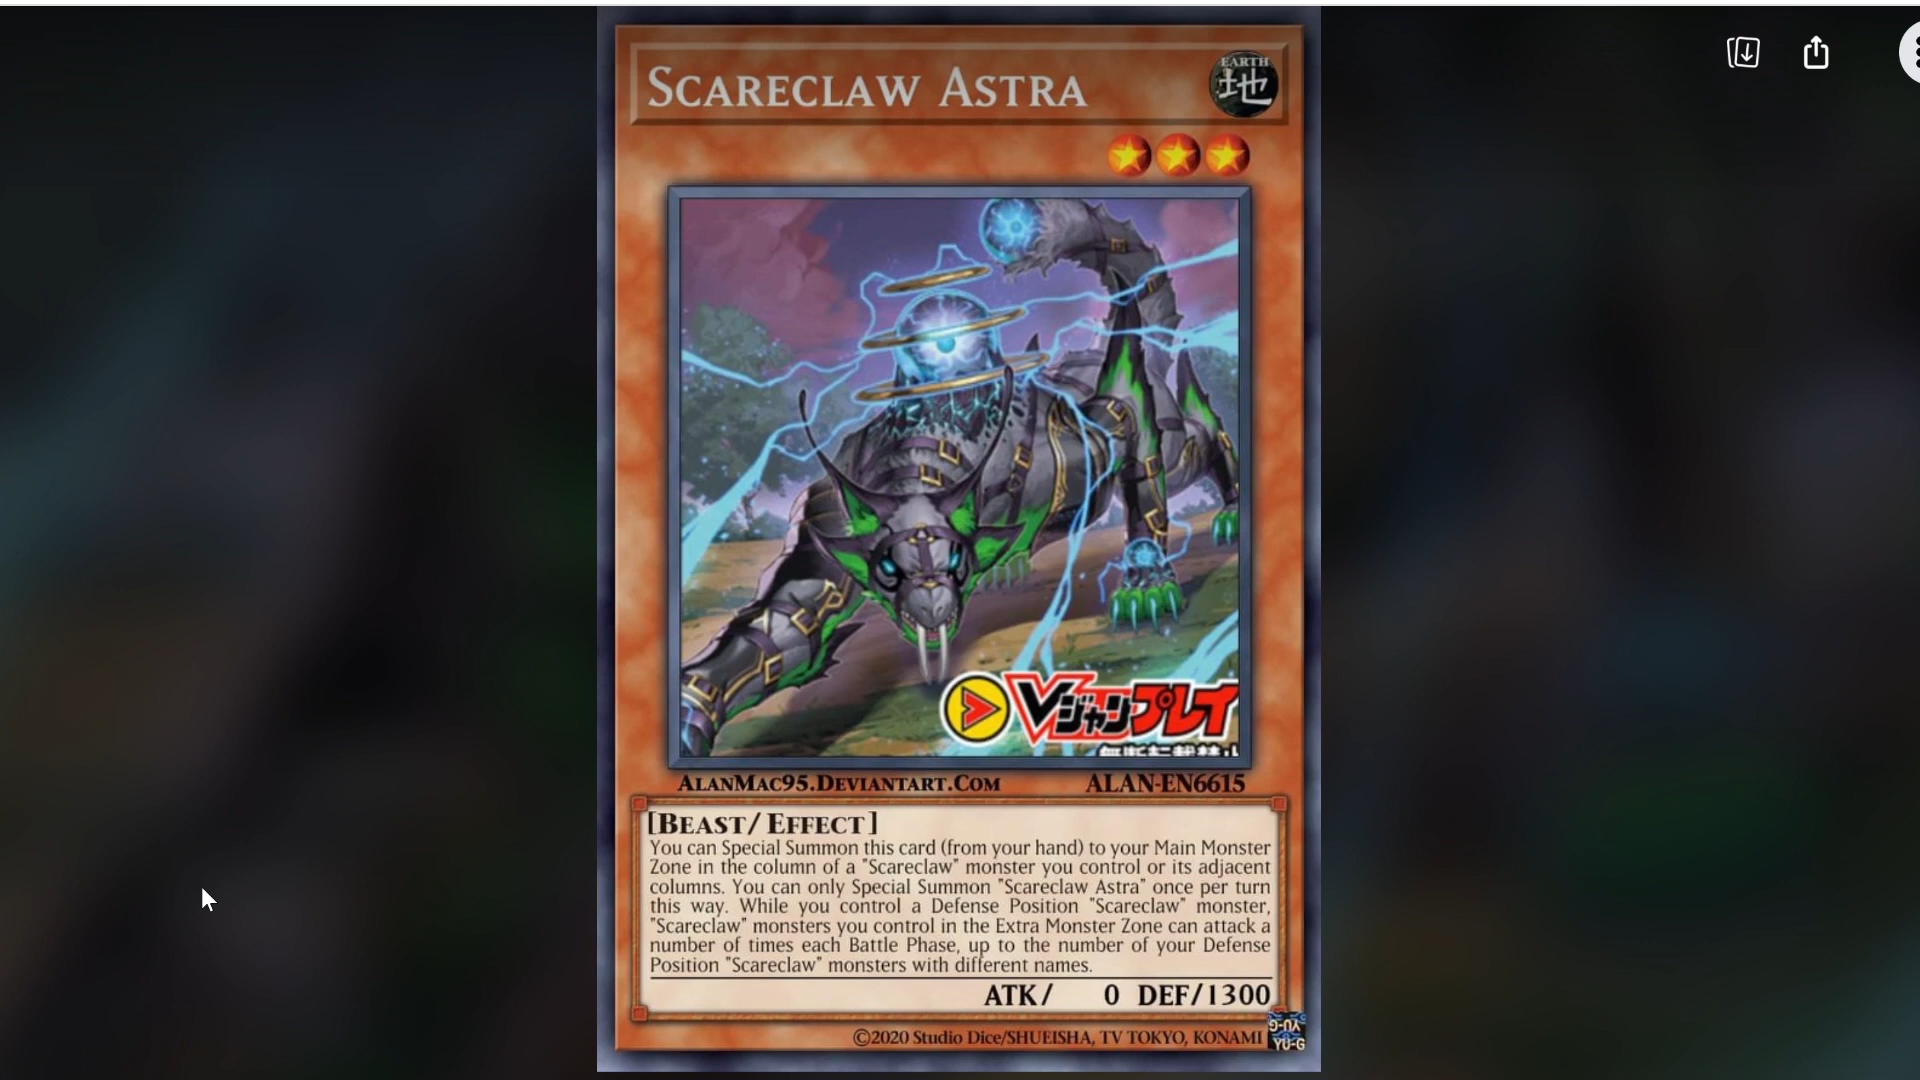 SCARECLAW ASTRA
EARTH
地
Vジャンプレイ
ALANMAC95.DEVIANTART.COM ALAN-EN6615
[BEAST/ EFFECT]
You can Special Summon this card (from your hand) to your Main Monster
Zone in the column of a "Scareclaw" monster you control or its adjacent
columns. You can only Special Summon "Scareclaw Astra" once per turn
this way. While you control a Defense Position "Scareclaw" monster,
"Scareclaw" monsters you control in the Extra Monster Zone can attack a
number of times each Battle Phase, up to the number of your Defense
Position "Scareclaw" monsters with different names.
ATK/ 0 DEF/1300
©2020 Studio Dice/SHUEISHA, TV TOKYO, KONAMI
YU-G
YU-G